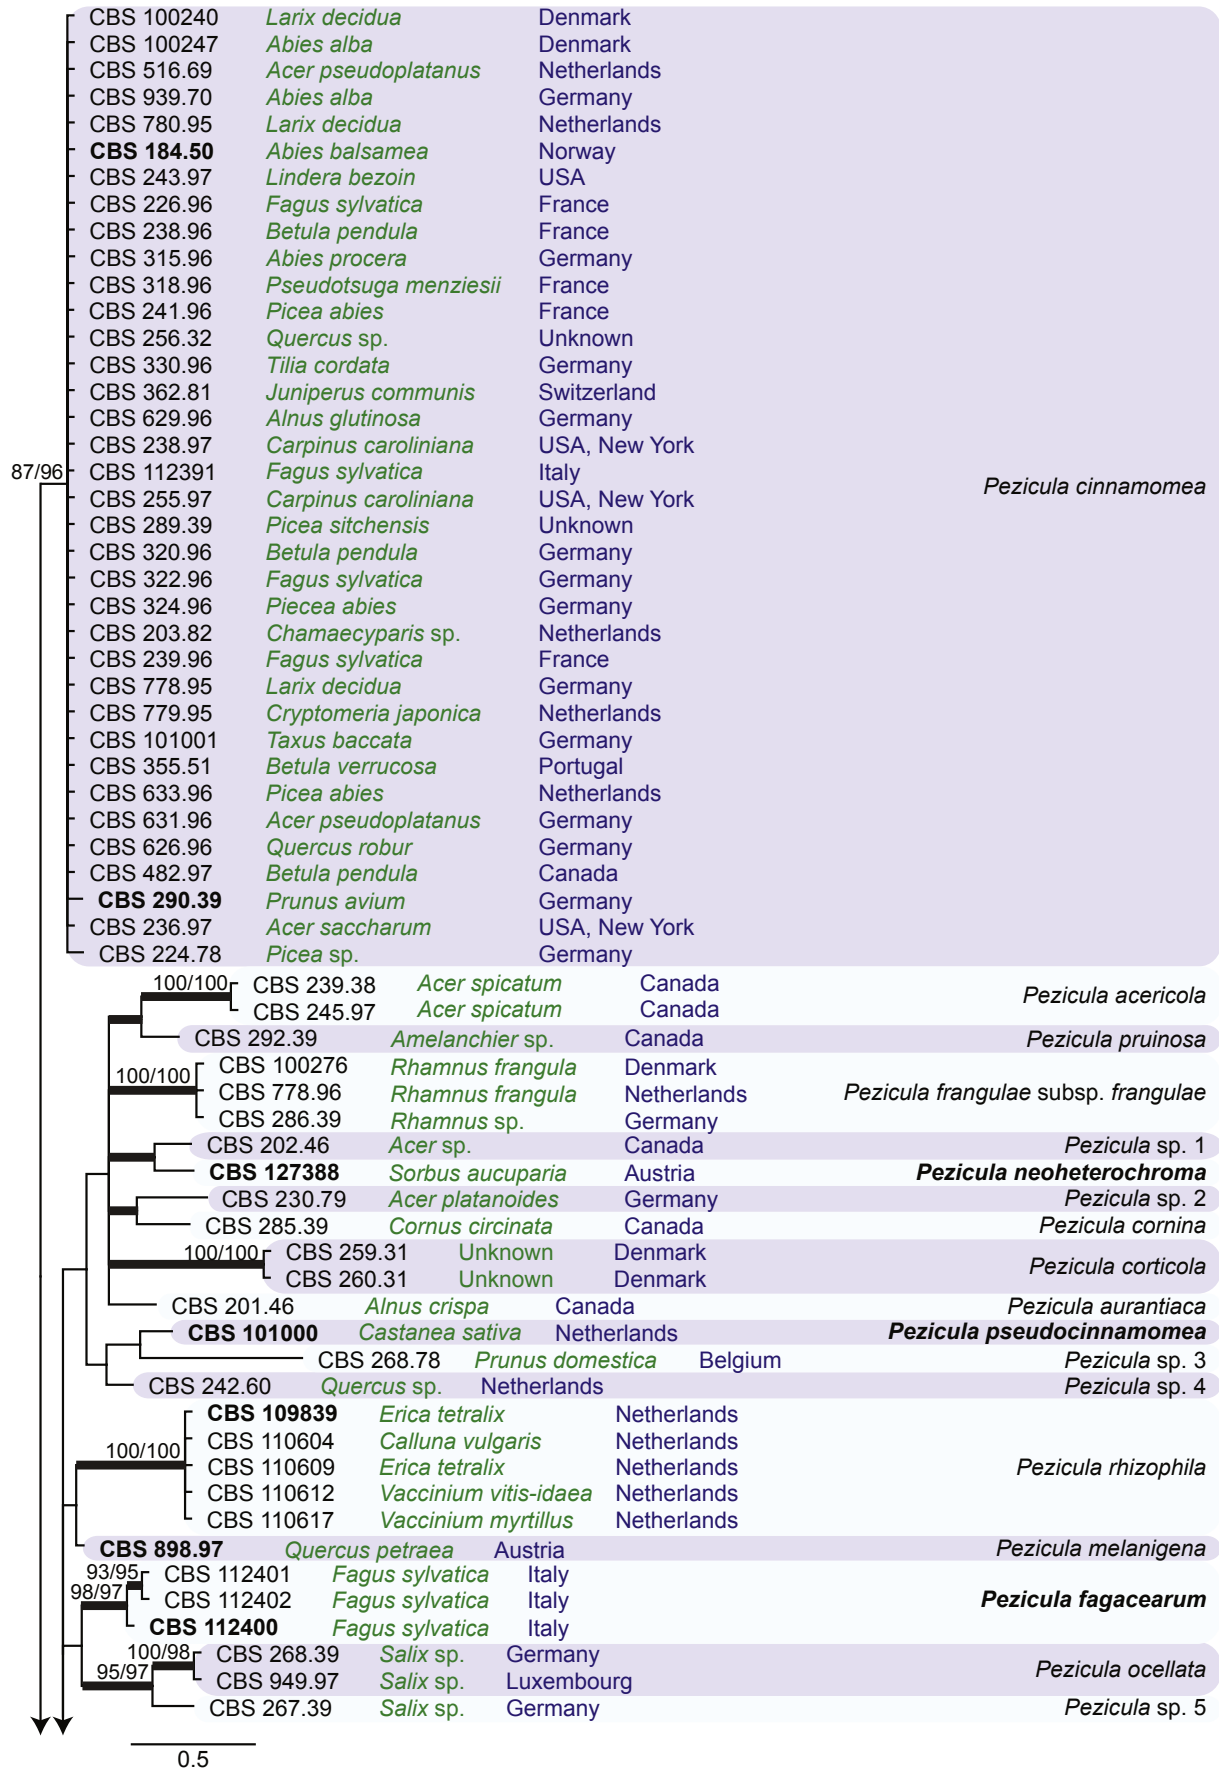 CBS 100240 Larix decidua Denmark
CBS 100247 Abies alba Denmark
CBS 516.69 Acer pseudoplatanus Netherlands
CBS 939.70 Abies alba Germany
CBS 780.95 Larix decidua Netherlands
CBS 184.50 Abies balsamea Norway
CBS 243.97 Lindera bezoin USA
CBS 226.96 Fagus sylvatica France
CBS 238.96 Betula pendula France
CBS 315.96 Abies procera Germany
CBS 318.96 Pseudotsuga menziesii France
CBS 241.96 Picea abies France
CBS 256.32 Quercus sp. Unknown
CBS 330.96 Tilia cordata Germany
CBS 362.81 Juniperus communis Switzerland
CBS 629.96 Alnus glutinosa Germany
CBS 238.97 Carpinus caroliniana USA, New York
87/96 CBS 112391 Fagus sylvatica Italy
Pezicula cinnamomea
CBS 255.97 Carpinus caroliniana USA, New York
CBS 289.39 Picea sitchensis Unknown
CBS 320.96 Betula pendula Germany
CBS 322.96 Fagus sylvatica Germany
CBS 324.96 Piecea abies Germany
CBS 203.82 Chamaecyparis sp. Netherlands
CBS 239.96 Fagus sylvatica France
CBS 778.95 Larix decidua Germany
CBS 779.95 Cryptomeria japonica Netherlands
CBS 101001 Taxus baccata Germany
CBS 355.51 Betula verrucosa Portugal
CBS 633.96 Picea abies Netherlands
CBS 631.96 Acer pseudoplatanus Germany
CBS 626.96 Quercus robur Germany
CBS 482.97 Betula pendula Canada
CBS 290.39 Prunus avium Germany
CBS 236.97 Acer saccharum USA, New York
CBS 224.78 Picea sp. Germany
100/100 CBS 239.38 Acer spicatum Canada
Pezicula acericola
CBS 245.97 Acer spicatum Canada
CBS 292.39 Amelanchier sp. Canada Pezicula pruinosa
CBS 100276 Rhamnus frangula Denmark
100/100 CBS 778.96 Rhamnus frangula Netherlands Pezicula frangulae subsp. frangulae
CBS 286.39 Rhamnus sp. Germany
CBS 202.46 Acer sp. Canada Pezicula sp. 1
CBS 127388 Sorbus aucuparia Austria Pezicula neoheterochroma
CBS 230.79 Acer platanoides Germany Pezicula sp. 2
CBS 285.39 Cornus circinata Canada Pezicula cornina
100/100 CBS 259.31 Unknown Denmark
Pezicula corticola
CBS 260.31 Unknown Denmark
CBS 201.46 Alnus crispa Canada Pezicula aurantiaca
CBS 101000 Castanea sativa Netherlands Pezicula pseudocinnamomea
CBS 268.78 Prunus domestica Belgium Pezicula sp. 3
CBS 242.60 Quercus sp. Netherlands Pezicula sp. 4
CBS 109839 Erica tetralix Netherlands
CBS 110604 Calluna vulgaris Netherlands
100/100 CBS 110609 Erica tetralix Netherlands Pezicula rhizophila
CBS 110612 Vaccinium vitis-idaea Netherlands
CBS 110617 Vaccinium myrtillus Netherlands
CBS 898.97 Quercus petraea Austria Pezicula melanigena
93/95 CBS 112401 Fagus sylvatica Italy
98/97 CBS 112402 Fagus sylvatica Italy Pezicula fagacearum
CBS 112400 Fagus sylvatica Italy
100/98 CBS 268.39 Salix sp. Germany
Pezicula ocellata
95/97 CBS 949.97 Salix sp. Luxembourg
CBS 267.39 Salix sp. Germany Pezicula sp. 5
0.5